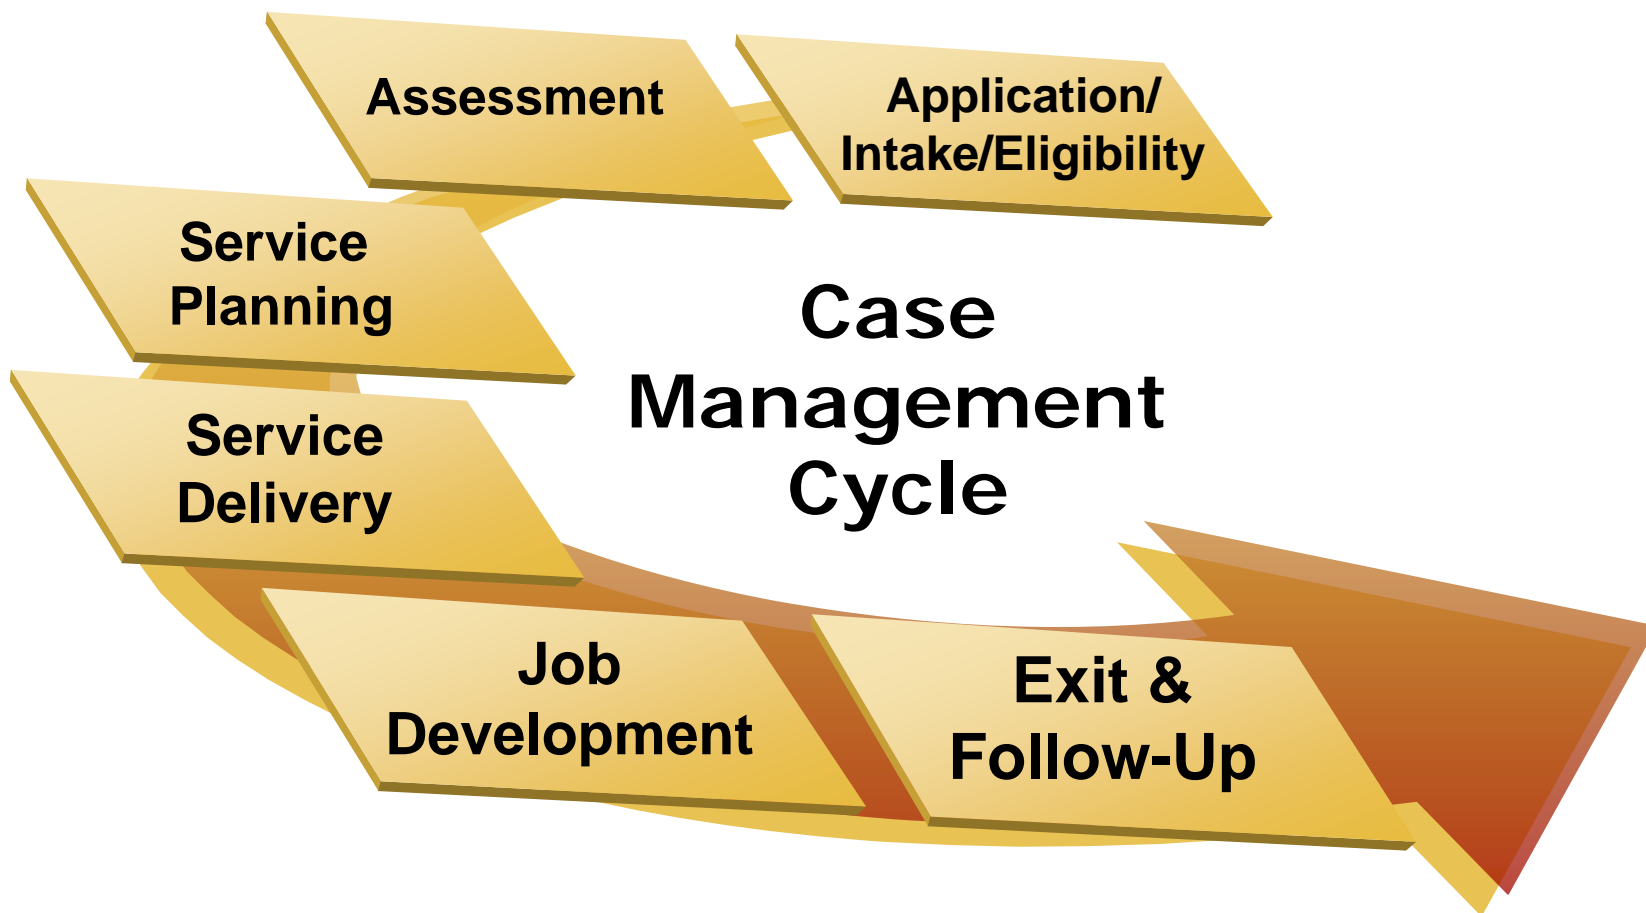 Assessment
Application/
Intake/Eligibility
Service
Planning
Case
Management
Cycle
Service
Delivery
Job
Development
Exit &
Follow-Up